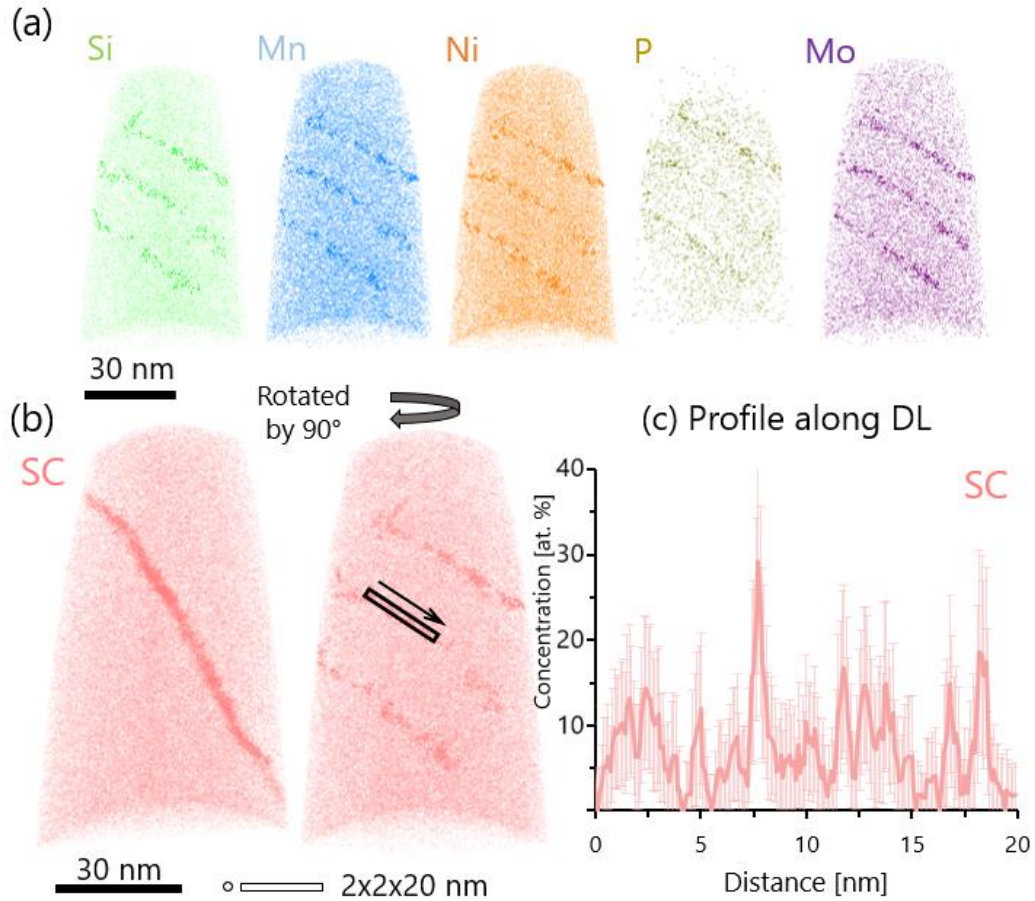 (a)
Si Mn Ni P Mo
30 nm
(b)
Rotated
by 90°
SC
30 nm
2x2x20 nm
(c) Profile along DL
SC
Concentration [at. %]
40
30
20
10
0 5 10 15 20
Distance [nm]